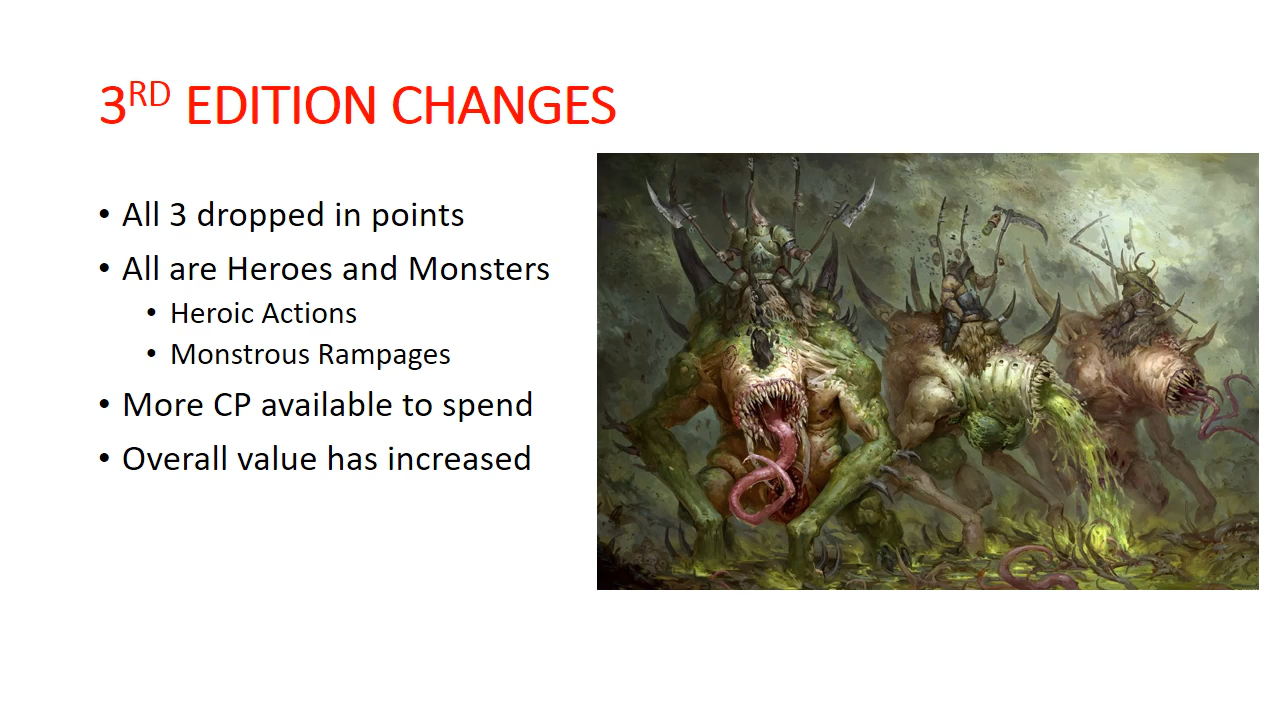 3RD EDITION CHANGES
• All 3 dropped in points
• All are Heroes and Monsters
• Heroic Actions
• Monstrous Rampages
• More CP available to spend
• Overall value has increased